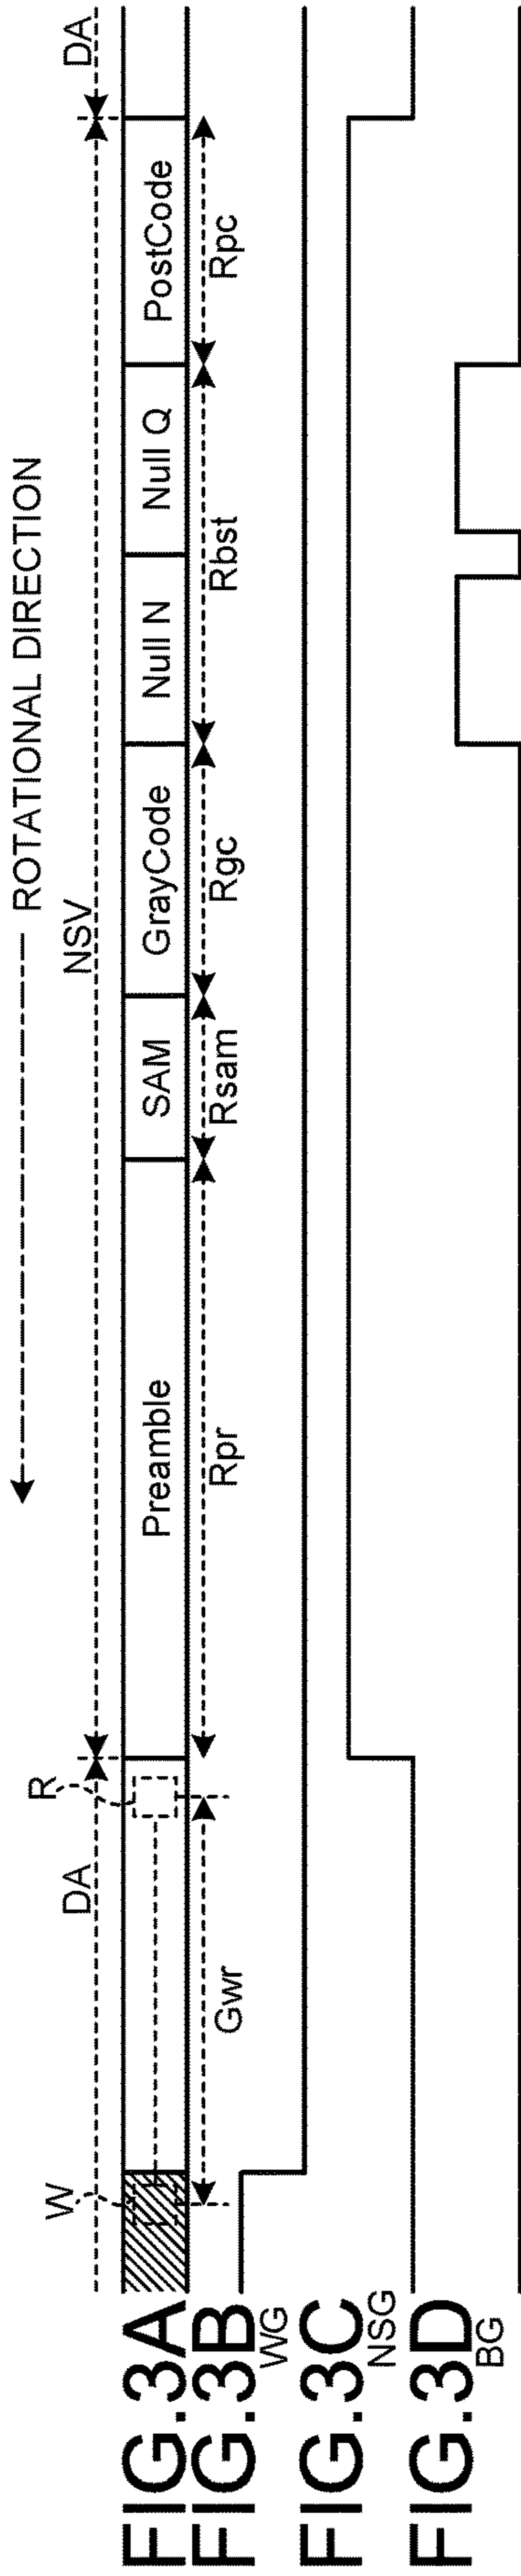 ROTATIONAL DIRECTION
DA
NSV
DA
W
R
FIG.3A
Preamble
SAM
GrayCode
Null N
Null Q
PostCode
Gwr
Rpr
Rsam
Rgc
Rbst
Rpc
FIG.3B
WG
FIG.3C
NSG
FIG.3D
BG